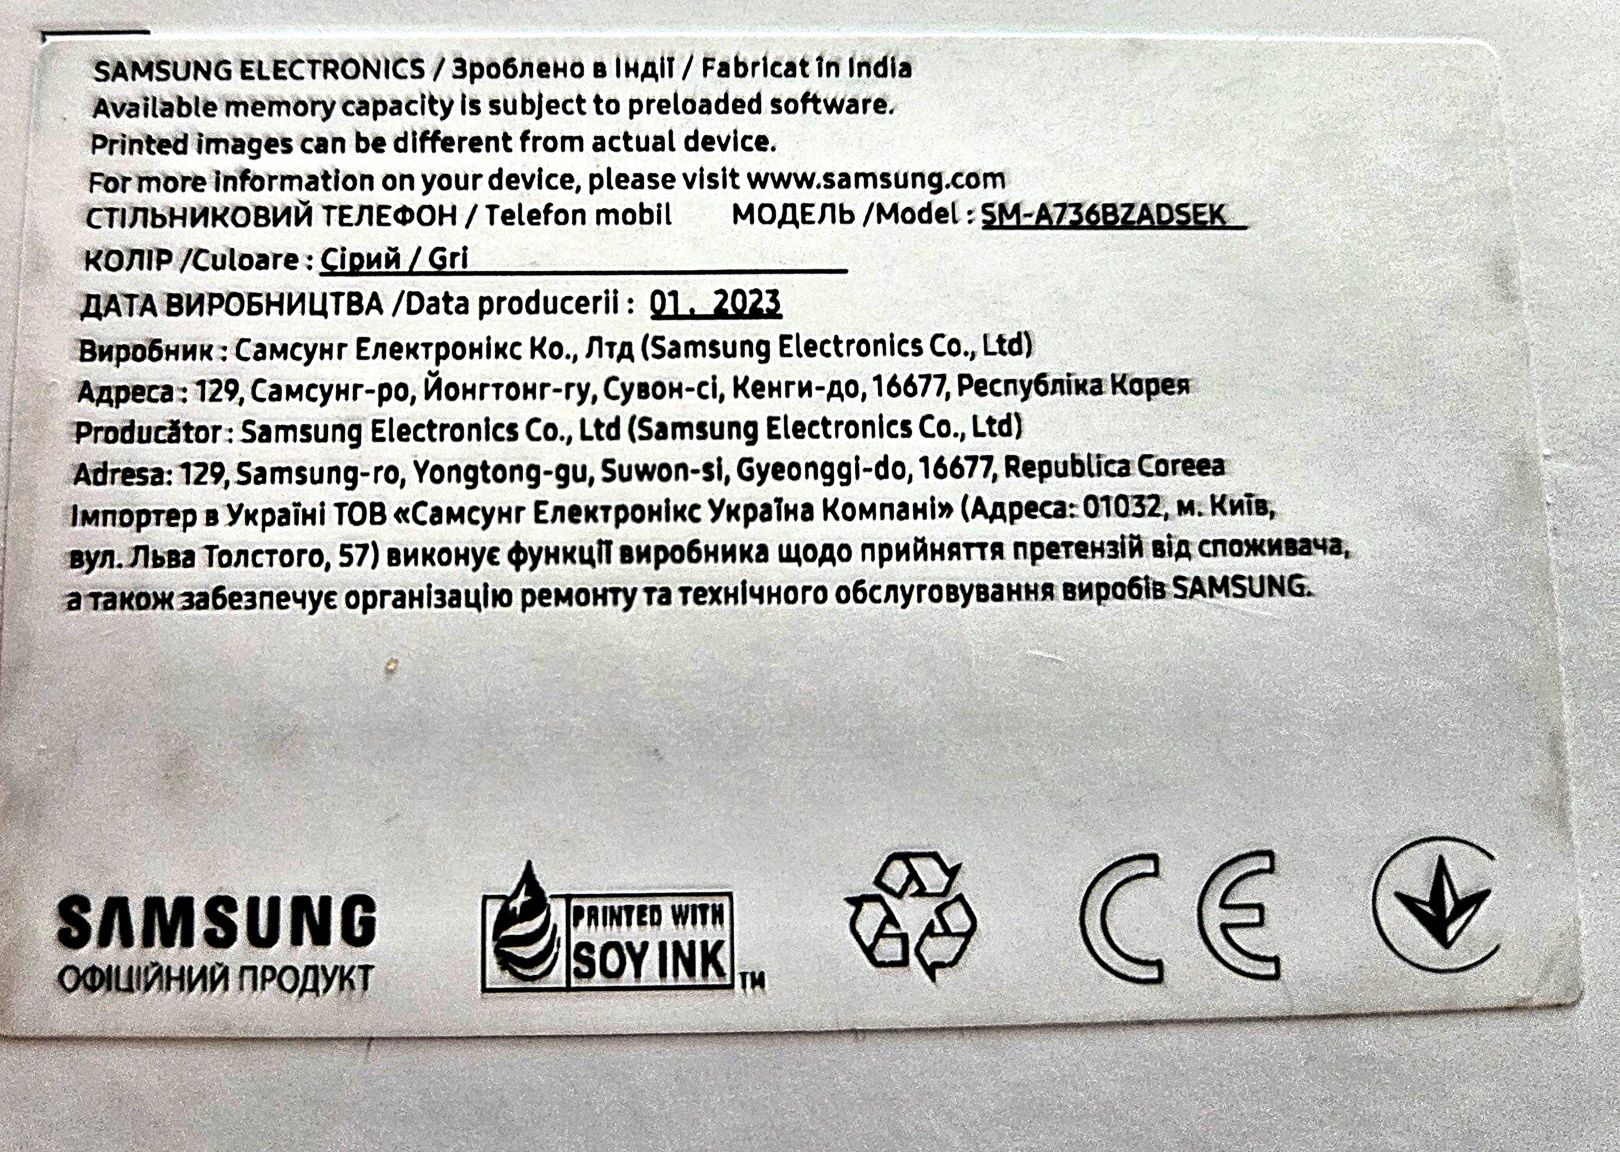 SAMSUNG ELECTRONICS / Зроблено в Індії / Fabricat în India
Available memory capacity is subject to preloaded software.
Printed images can be different from actual device.
For more information on your device, please visit www.samsung.com
СТІЛЬНИКОВИЙ ТЕЛЕФОН / Telefon mobil МОДЕЛЬ /Model : SM-A736BZADSEK
КОЛІР /Culoare : Сірий / Gri
ДАТА ВИРОБНИЦТВА /Data producerii : 01. 2023
Виробник : Самсунг Електронікс Ко., Лтд (Samsung Electronics Co., Ltd)
Адреса : 129, Самсунг-ро, Йонгтонг-гу, Сувон-сі, Кенги-до, 16677, Республіка Корея
Producător : Samsung Electronics Co., Ltd (Samsung Electronics Co., Ltd)
Adresa: 129, Samsung-ro, Yongtong-gu, Suwon-si, Gyeonggi-do, 16677, Republica Coreea
Імпортер в Україні ТОВ «Самсунг Електронікс Україна Компані» (Адреса: 01032, м. Київ,
вул. Льва Толстого, 57) виконує функції виробника щодо прийняття претензій від споживача,
а також забезпечує організацію ремонту та технічного обслуговування виробів SAMSUNG.
SAMSUNG
ОФІЦІЙНИЙ ПРОДУКТ
PRINTED WITH
SOY INK™
CE